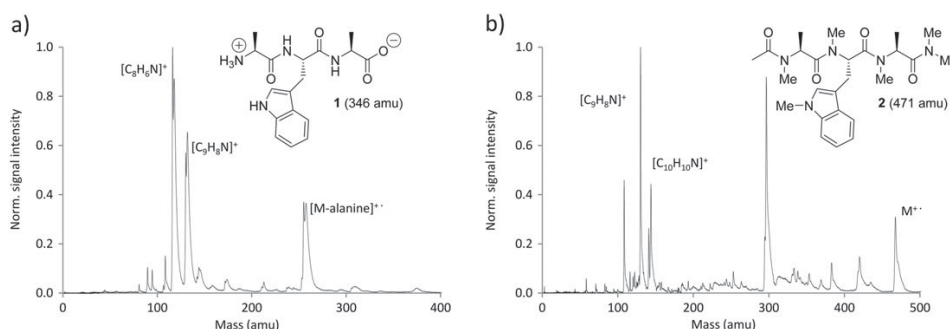 a)
Norm. signal intensity
1.0
0.8
0.6
0.4
0.2
0.0
0
100
200
300
400
Mass (amu)
[C₈H₆N]⁺
[C₉H₈N]⁺
[M-alanine]⁺·
H₃N
⊕
O
H
N
O
N
H
O
O
⊖
HN
1 (346 amu)
b)
Norm. signal intensity
1.0
0.8
0.6
0.4
0.2
0.0
0
100
200
300
400
500
Mass (amu)
[C₉H₈N]⁺
[C₁₀H₁₀N]⁺
M⁺·
O
N
Me
O
Me
N
O
N
Me
O
Me
N
M
Me—N
2 (471 amu)